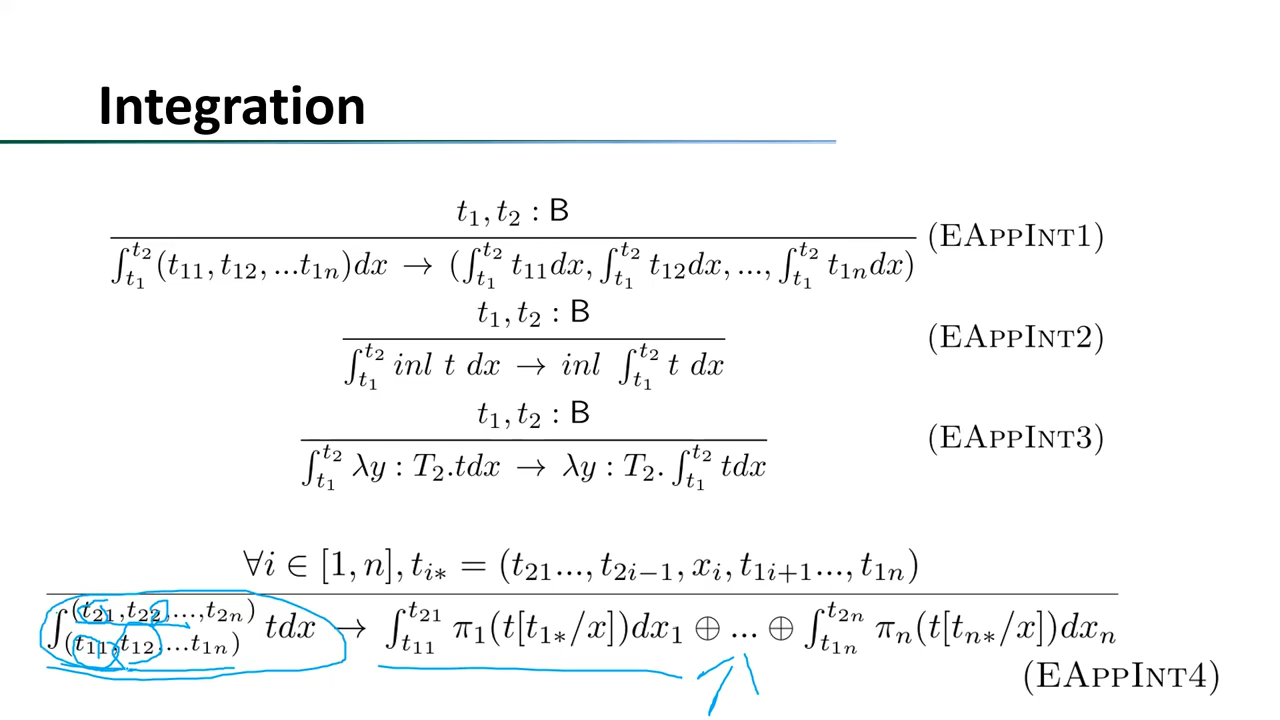 Integration
t₁, t₂ : B
∫_{t₁}^{t₂}(t₁₁, t₁₂, ...t₁ₙ)dx → (∫_{t₁}^{t₂} t₁₁dx, ∫_{t₁}^{t₂} t₁₂dx, ..., ∫_{t₁}^{t₂} t₁ₙdx) (EAPPINT1)
t₁, t₂ : B
∫_{t₁}^{t₂} inl t dx → inl ∫_{t₁}^{t₂} t dx (EAPPINT2)
t₁, t₂ : B
∫_{t₁}^{t₂} λy : T₂.tdx → λy : T₂. ∫_{t₁}^{t₂} tdx (EAPPINT3)
∀i ∈ [1, n], t_{i*} = (t₂₁..., t_{2i−1}, xᵢ, t_{1i+1}..., t₁ₙ)
∫_{(t₁₁,t₁₂....t₁ₙ)}^{(t₂₁,t₂₂,...,t₂ₙ)} tdx → ∫_{t₁₁}^{t₂₁} π₁(t[t_{1*}/x])dx₁ ⊕ ... ⊕ ∫_{t₁ₙ}^{t₂ₙ} πₙ(t[t_{n*}/x])dxₙ
(EAPPINT4)